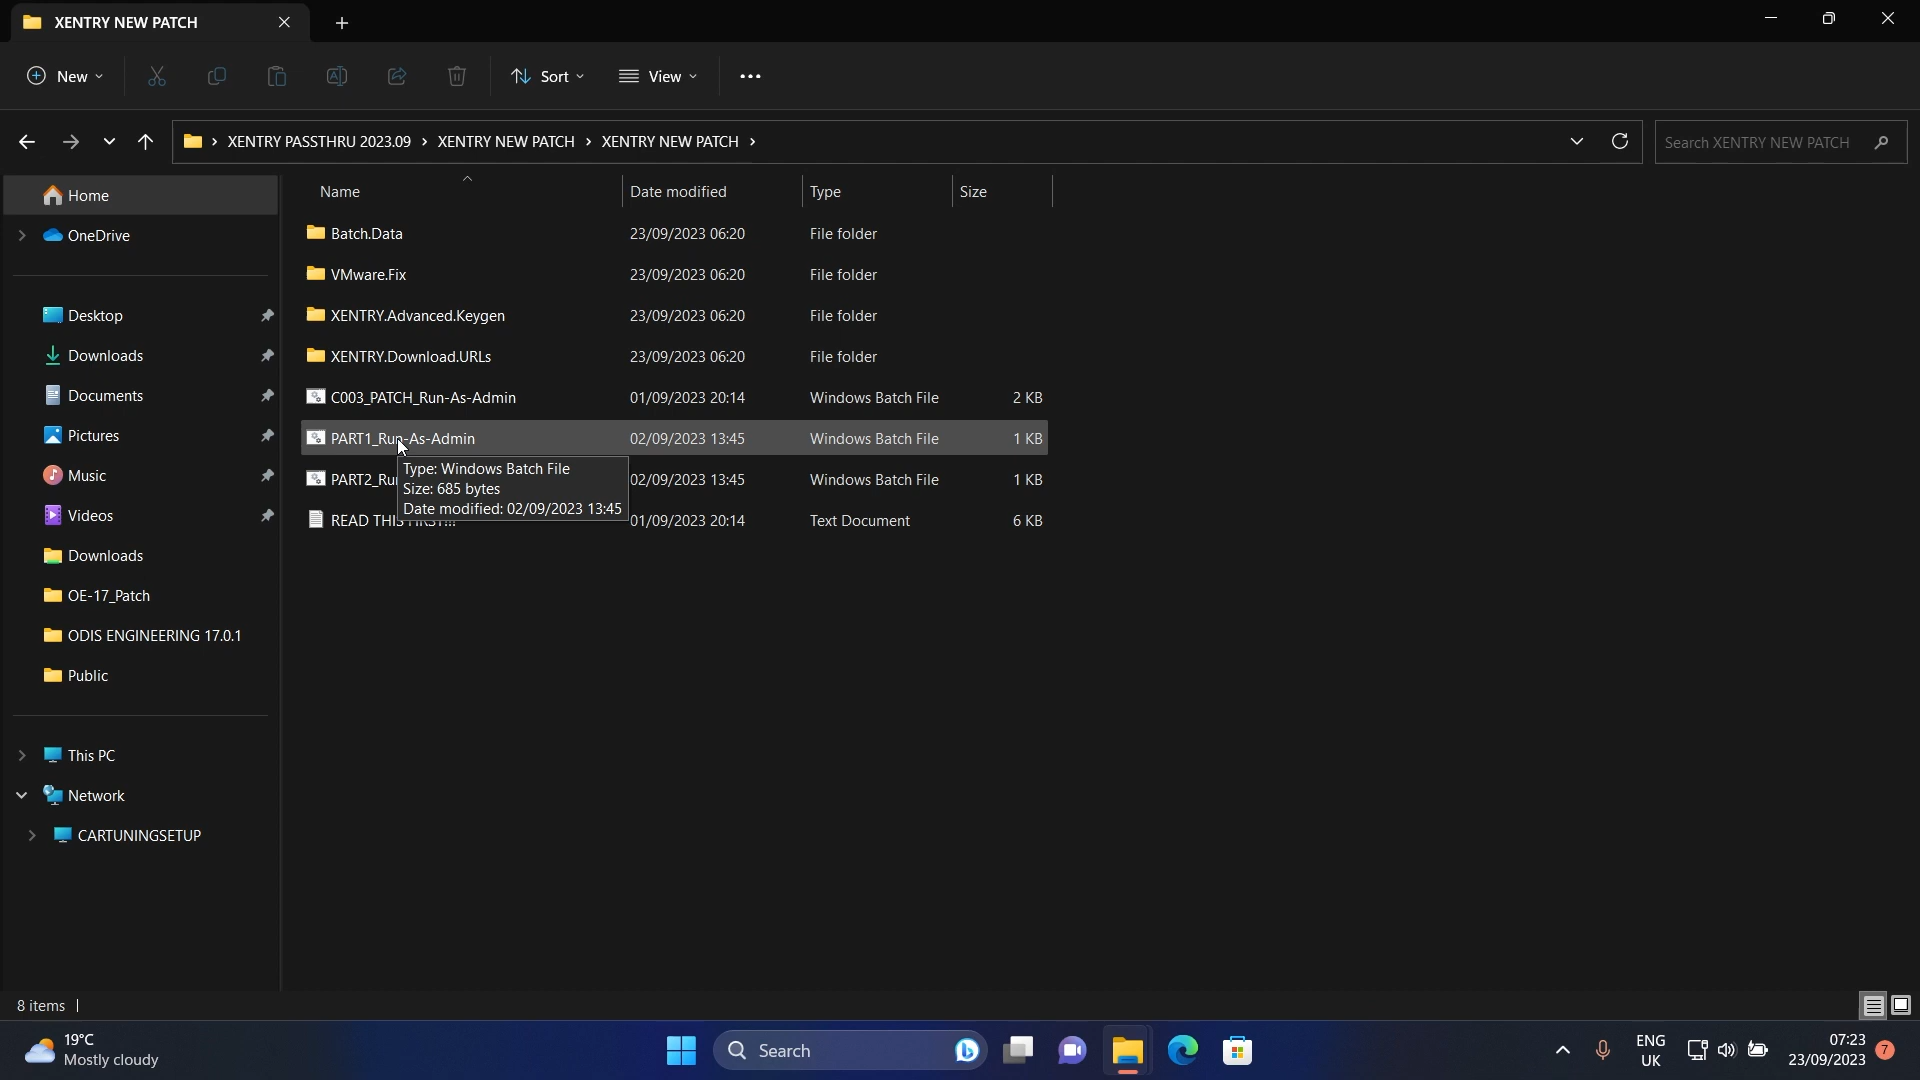 XENTRY NEW PATCH
New
Sort
View
XENTRY PASSTHRU 2023.09 › XENTRY NEW PATCH › XENTRY NEW PATCH ›
Search XENTRY NEW PATCH
Home
OneDrive
Desktop
Downloads
Documents
Pictures
Music
Videos
Downloads
OE-17_Patch
ODIS ENGINEERING 17.0.1
Public
This PC
Network
CARTUNINGSETUP
Name Date modified Type Size
Batch.Data 23/09/2023 06:20 File folder
VMware.Fix 23/09/2023 06:20 File folder
XENTRY.Advanced.Keygen 23/09/2023 06:20 File folder
XENTRY.Download.URLs 23/09/2023 06:20 File folder
C003_PATCH_Run-As-Admin 01/09/2023 20:14 Windows Batch File 2 KB
PART1_Run-As-Admin 02/09/2023 13:45 Windows Batch File 1 KB
PART2_Ru 02/09/2023 13:45 Windows Batch File 1 KB
READ THIS FIRST!!! 01/09/2023 20:14 Text Document 6 KB
Type: Windows Batch File
Size: 685 bytes
Date modified: 02/09/2023 13:45
8 items
19°C
Mostly cloudy
Search
ENG
UK
07:23
23/09/2023
7